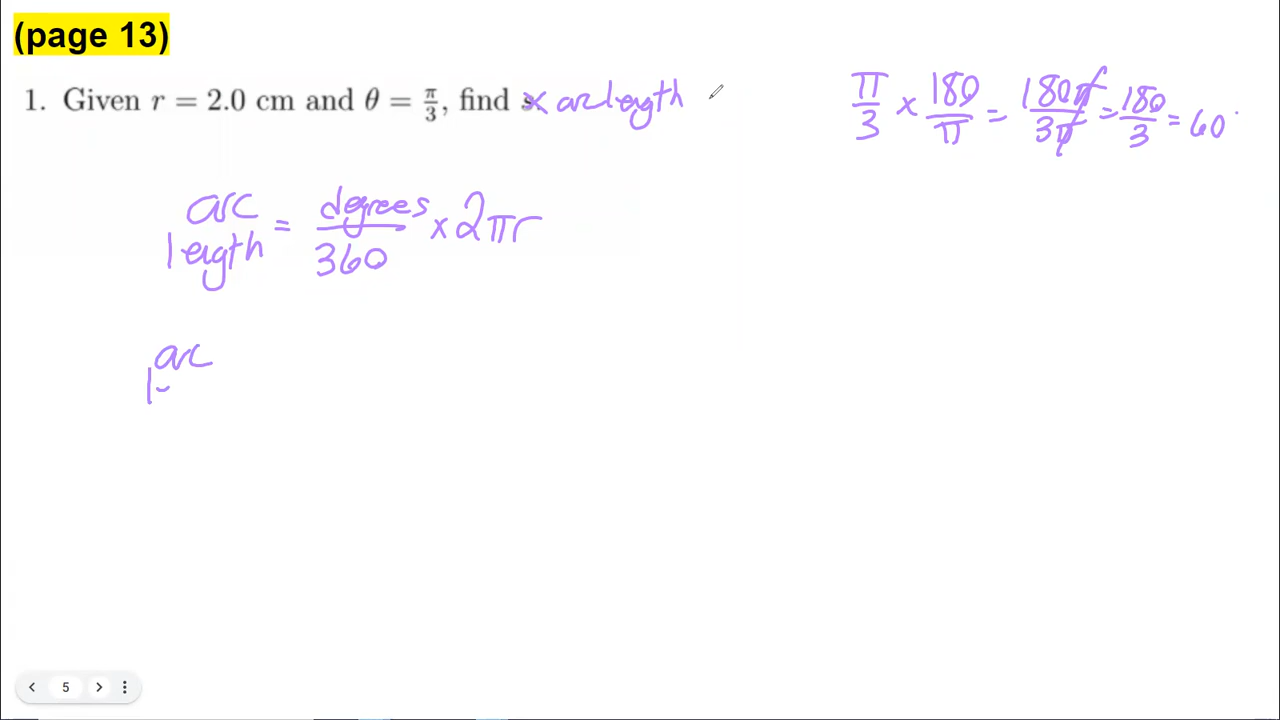 (page 13)
1. Given r = 2.0 cm and θ = π/3, find s arc length
π/3 × 180/π = 180π/3π = 180/3 = 60°
arc length = degrees/360 × 2πr
arc
5